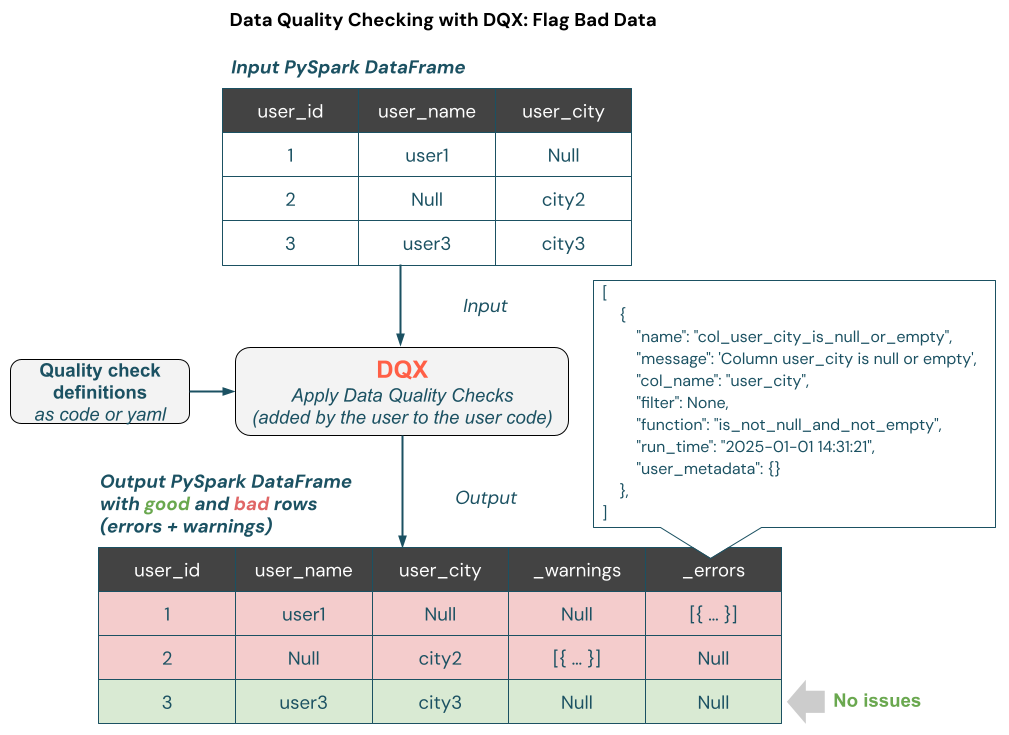 Data Quality Checking with DQX: Flag Bad Data
Input PySpark DataFrame
user_id user_name user_city
1 user1 Null
2 Null city2
3 user3 city3
Input
Quality check
definitions
as code or yaml
DQX
Apply Data Quality Checks
(added by the user to the user code)
[
{
"name": "col_user_city_is_null_or_empty",
"message": 'Column user_city is null or empty',
"col_name": "user_city",
"filter": None,
"function": "is_not_null_and_not_empty",
"run_time": "2025-01-01 14:31:21",
"user_metadata": {}
},
]
Output PySpark DataFrame
with good and bad rows
(errors + warnings)
Output
user_id user_name user_city _warnings _errors
1 user1 Null Null [{ ... }]
2 Null city2 [{ ... }] Null
3 user3 city3 Null Null
No issues